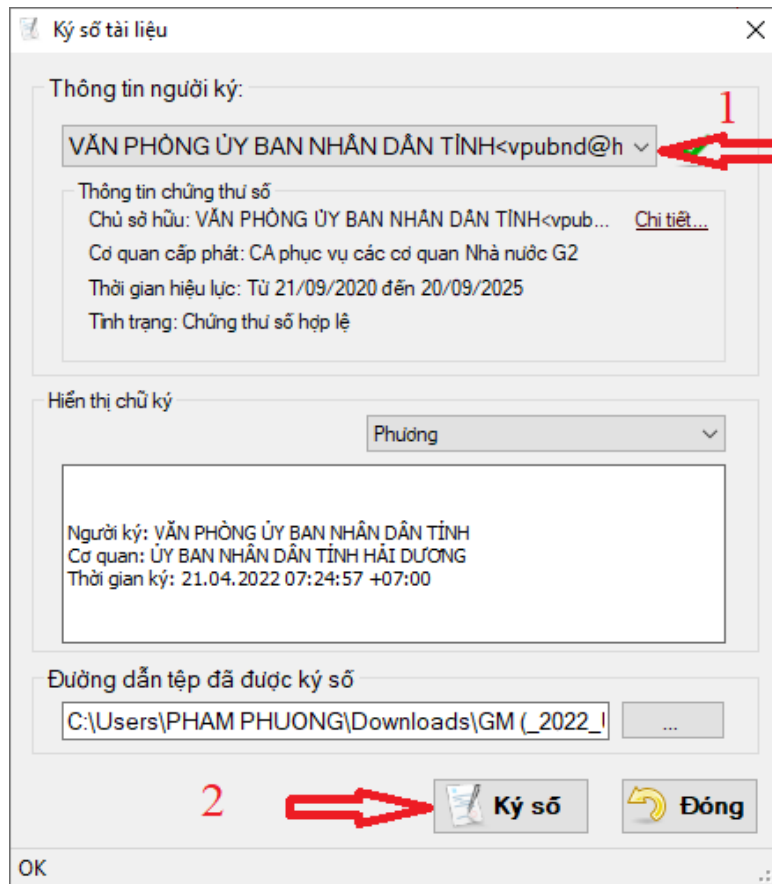 Ký số tài liệu
Thông tin người ký:
1
VĂN PHÒNG ỦY BAN NHÂN DÂN TỈNH<vpubnd@h
Thông tin chứng thư số
Chủ sở hữu: VĂN PHÒNG ỦY BAN NHÂN DÂN TỈNH<vpub... Chi tiết...
Cơ quan cấp phát: CA phục vụ các cơ quan Nhà nước G2
Thời gian hiệu lực: Từ 21/09/2020 đến 20/09/2025
Tình trạng: Chứng thư số hợp lệ
Hiển thị chữ ký
Phương
Người ký: VĂN PHÒNG ỦY BAN NHÂN DÂN TỈNH
Cơ quan: ỦY BAN NHÂN DÂN TỈNH HẢI DƯƠNG
Thời gian ký: 21.04.2022 07:24:57 +07:00
Đường dẫn tệp đã được ký số
C:\Users\PHAM PHUONG\Downloads\GM (_2022_ ...
2 Ký số Đóng
OK